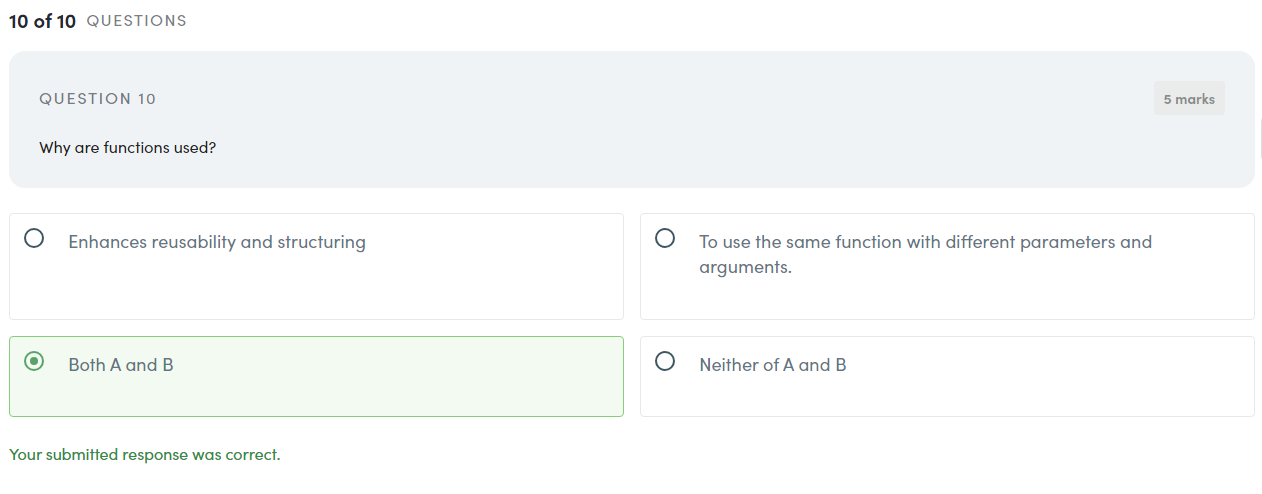 10 of 10 QUESTIONS
QUESTION 10
5 marks
Why are functions used?
Enhances reusability and structuring
To use the same function with different parameters and
arguments.
Both A and B
Neither of A and B
Your submitted response was correct.